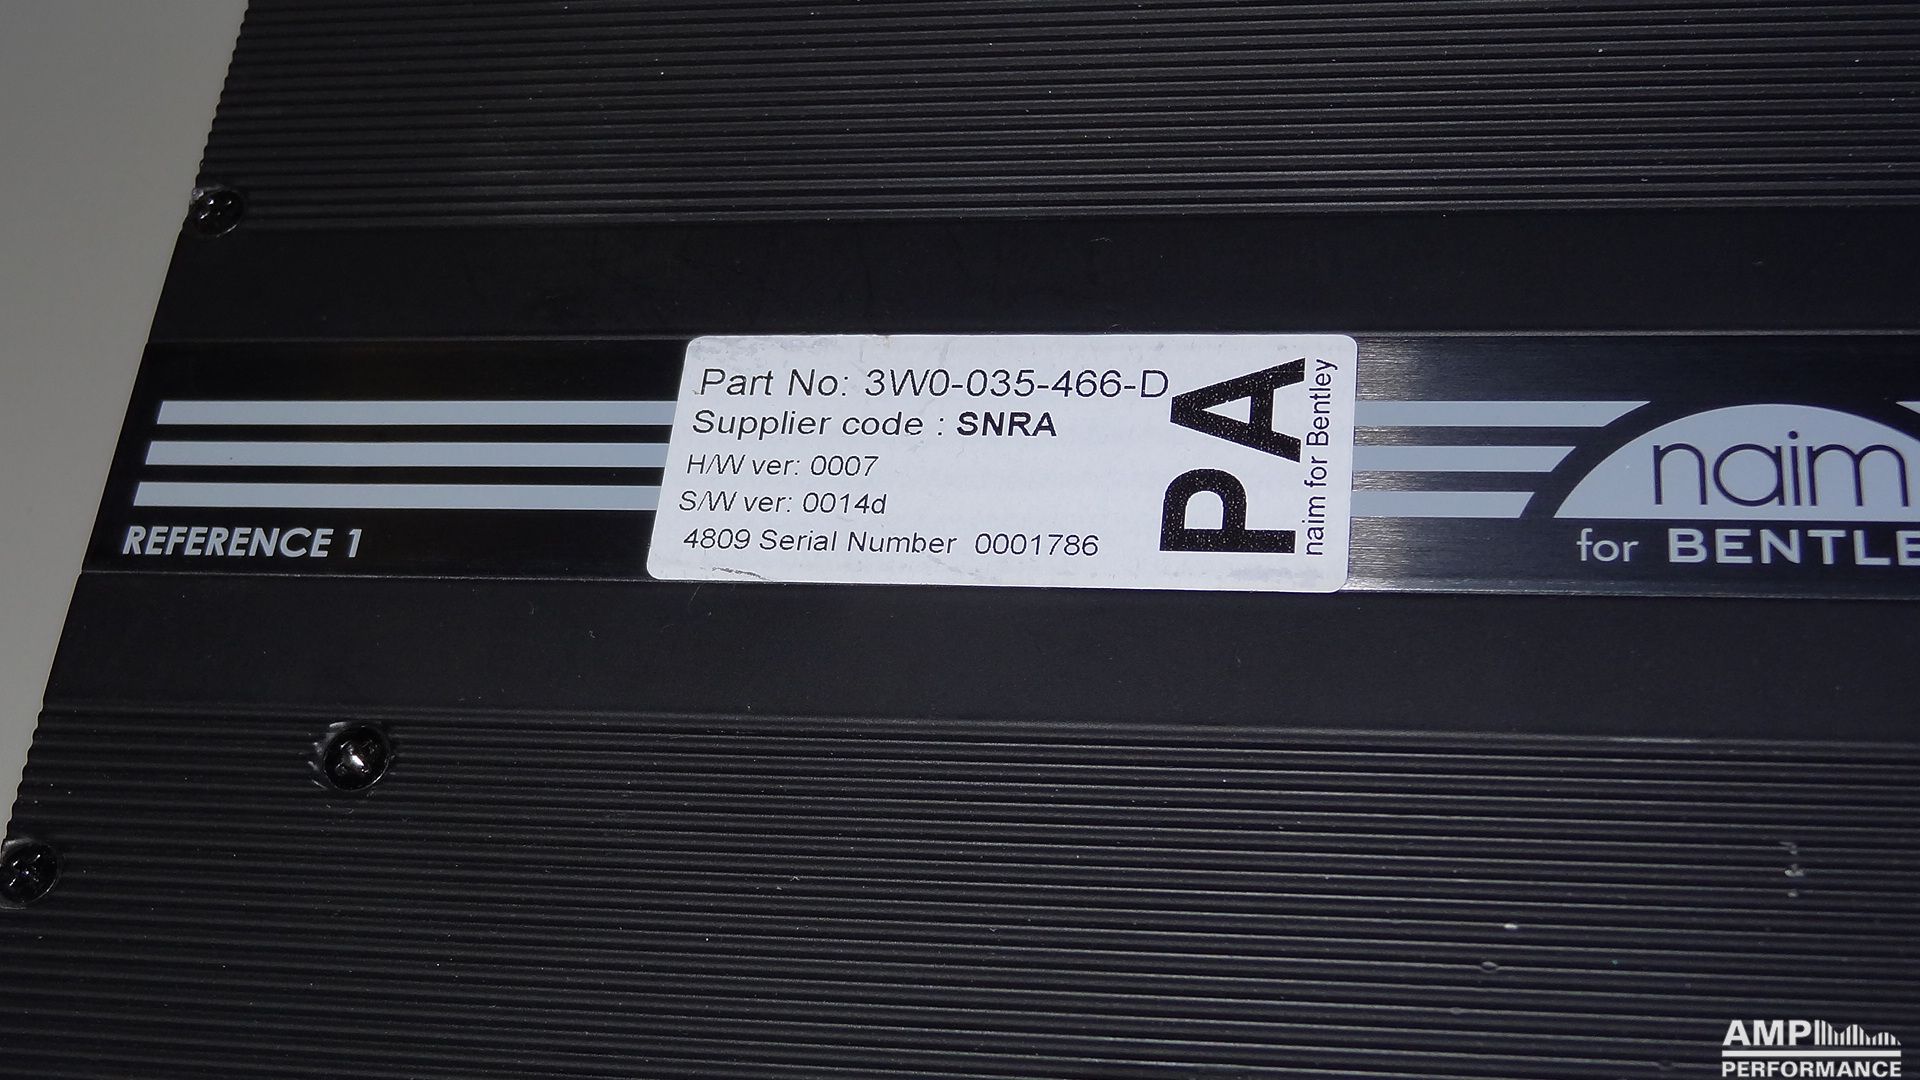 Part No: 3W0-035-466-D
Supplier code : SNRA
H/W ver: 0007
S/W ver: 0014d
4809 Serial Number 0001786
PA
naim for Bentley
REFERENCE 1
naim
for BENTLE
AMP
PERFORMANCE